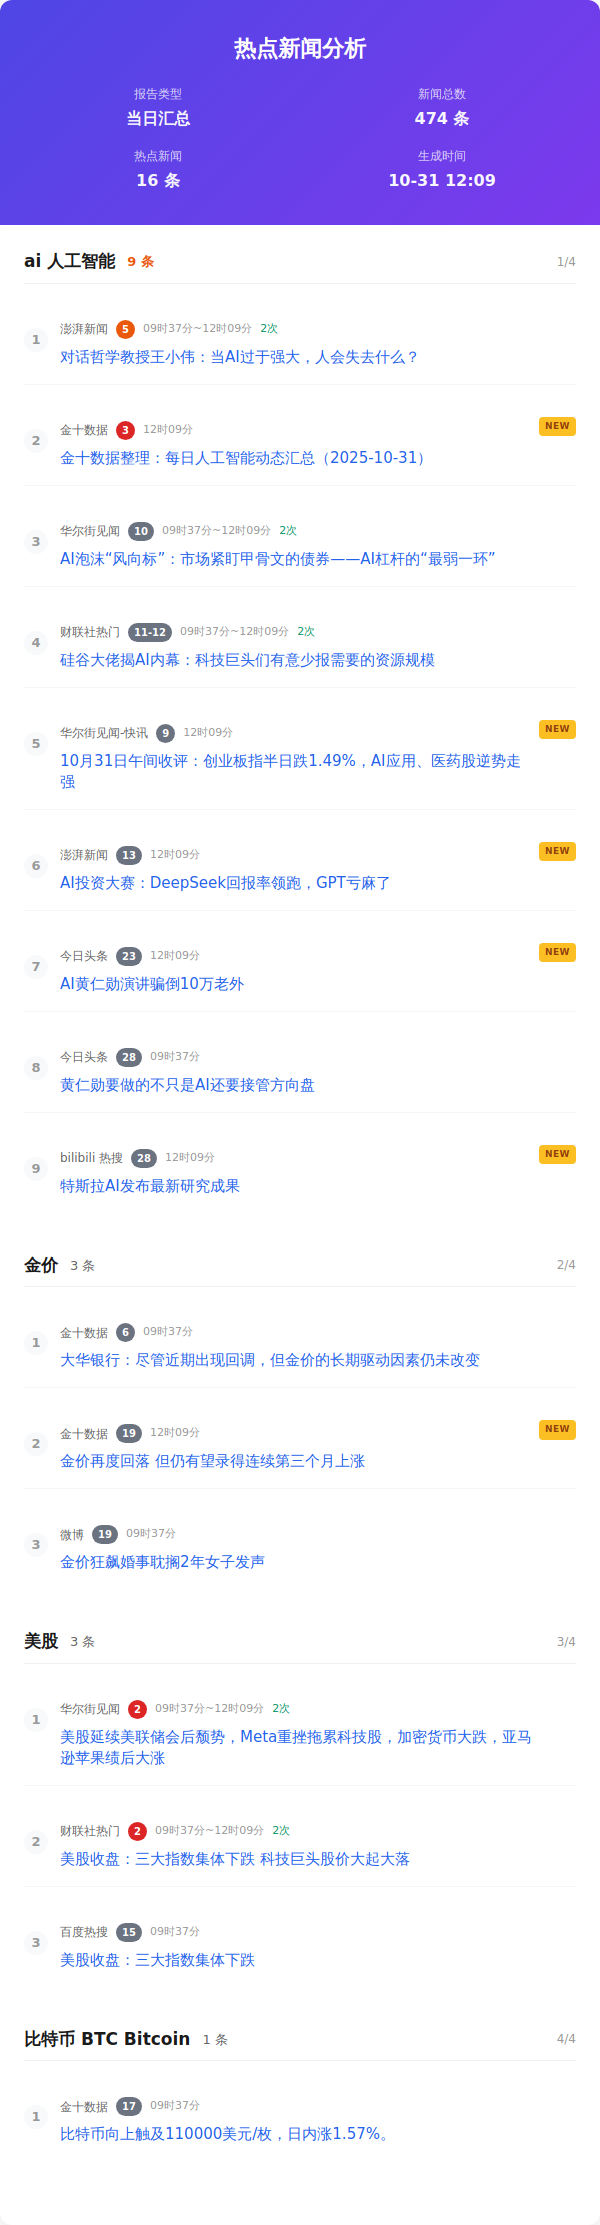 热点新闻分析
报告类型
新闻总数
当日汇总
474 条
热点新闻
生成时间
16 条
10-31 12:09
ai 人工智能 9 条 1/4
1 澎湃新闻 5 09时37分~12时09分 2次
对话哲学教授王小伟：当AI过于强大，人会失去什么？
2 金十数据 3 12时09分 NEW
金十数据整理：每日人工智能动态汇总（2025-10-31）
3 华尔街见闻 10 09时37分~12时09分 2次
AI泡沫“风向标”：市场紧盯甲骨文的债券——AI杠杆的“最弱一环”
4 财联社热门 11-12 09时37分~12时09分 2次
硅谷大佬揭AI内幕：科技巨头们有意少报需要的资源规模
5 华尔街见闻-快讯 9 12时09分 NEW
10月31日午间收评：创业板指半日跌1.49%，AI应用、医药股逆势走
强
6 澎湃新闻 13 12时09分 NEW
AI投资大赛：DeepSeek回报率领跑，GPT亏麻了
7 今日头条 23 12时09分 NEW
AI黄仁勋演讲骗倒10万老外
8 今日头条 28 09时37分
黄仁勋要做的不只是AI还要接管方向盘
9 bilibili 热搜 28 12时09分 NEW
特斯拉AI发布最新研究成果
金价 3 条 2/4
1 金十数据 6 09时37分
大华银行：尽管近期出现回调，但金价的长期驱动因素仍未改变
2 金十数据 19 12时09分 NEW
金价再度回落 但仍有望录得连续第三个月上涨
3 微博 19 09时37分
金价狂飙婚事耽搁2年女子发声
美股 3 条 3/4
1 华尔街见闻 2 09时37分~12时09分 2次
美股延续美联储会后颓势，Meta重挫拖累科技股，加密货币大跌，亚马
逊苹果绩后大涨
2 财联社热门 2 09时37分~12时09分 2次
美股收盘：三大指数集体下跌 科技巨头股价大起大落
3 百度热搜 15 09时37分
美股收盘：三大指数集体下跌
比特币 BTC Bitcoin 1 条 4/4
1 金十数据 17 09时37分
比特币向上触及110000美元/枚，日内涨1.57%。